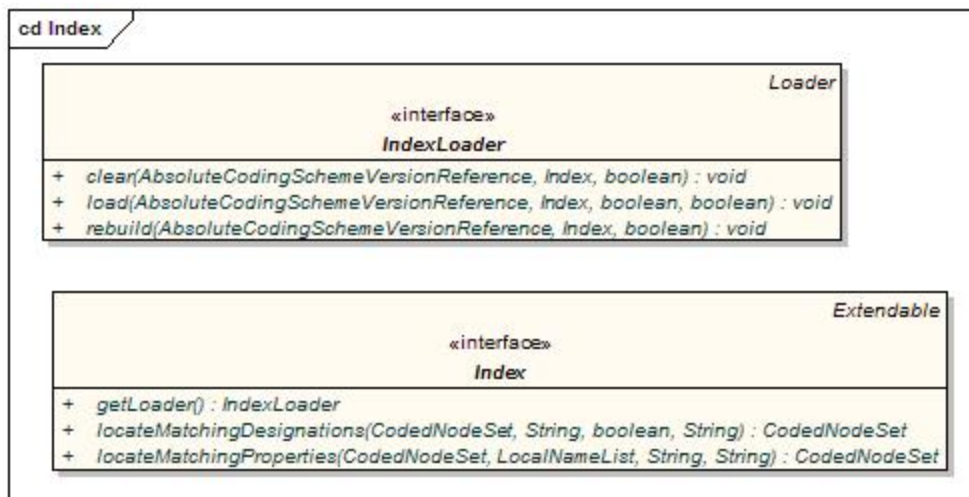 cd Index
Loader
«interface»
IndexLoader
+ clear(AbsoluteCodingSchemeVersionReference, Index, boolean) : void
+ load(AbsoluteCodingSchemeVersionReference, Index, boolean, boolean) : void
+ rebuild(AbsoluteCodingSchemeVersionReference, Index, boolean) : void
Extendable
«interface»
Index
+ getLoader() : IndexLoader
+ locateMatchingDesignations(CodedNodeSet, String, boolean, String) : CodedNodeSet
+ locateMatchingProperties(CodedNodeSet, LocalNameList, String, String) : CodedNodeSet